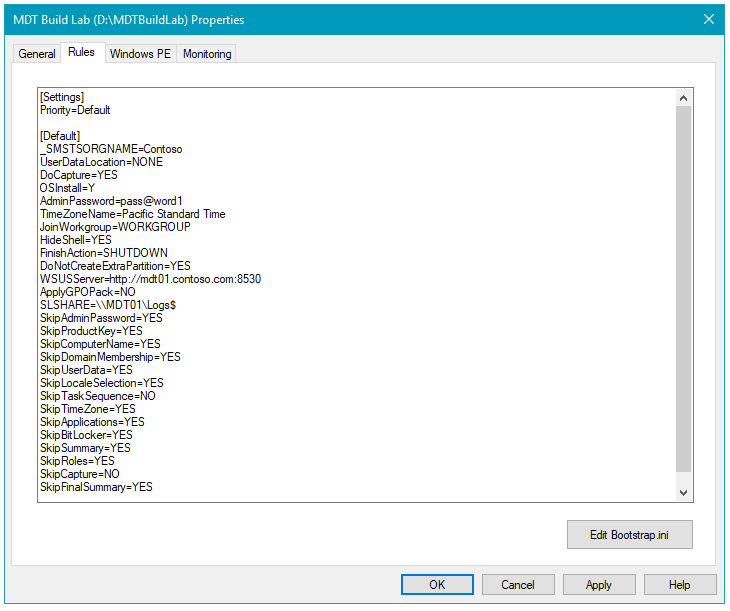 MDT Build Lab (D:\MDTBuildLab) Properties
General Rules Windows PE Monitoring
[Settings]
Priority=Default
[Default]
_SMSTSORGNAME=Contoso
UserDataLocation=NONE
DoCapture=YES
OSInstall=Y
AdminPassword=pass@word1
TimeZoneName=Pacific Standard Time
JoinWorkgroup=WORKGROUP
HideShell=YES
FinishAction=SHUTDOWN
DoNotCreateExtraPartition=YES
WSUSServer=http://mdt01.contoso.com:8530
ApplyGPOPack=NO
SLSHARE=\\MDT01\Logs$
SkipAdminPassword=YES
SkipProductKey=YES
SkipComputerName=YES
SkipDomainMembership=YES
SkipUserData=YES
SkipLocaleSelection=YES
SkipTaskSequence=NO
SkipTimeZone=YES
SkipApplications=YES
SkipBitLocker=YES
SkipSummary=YES
SkipRoles=YES
SkipCapture=NO
SkipFinalSummary=YES
Edit Bootstrap.ini
OK Cancel Apply Help